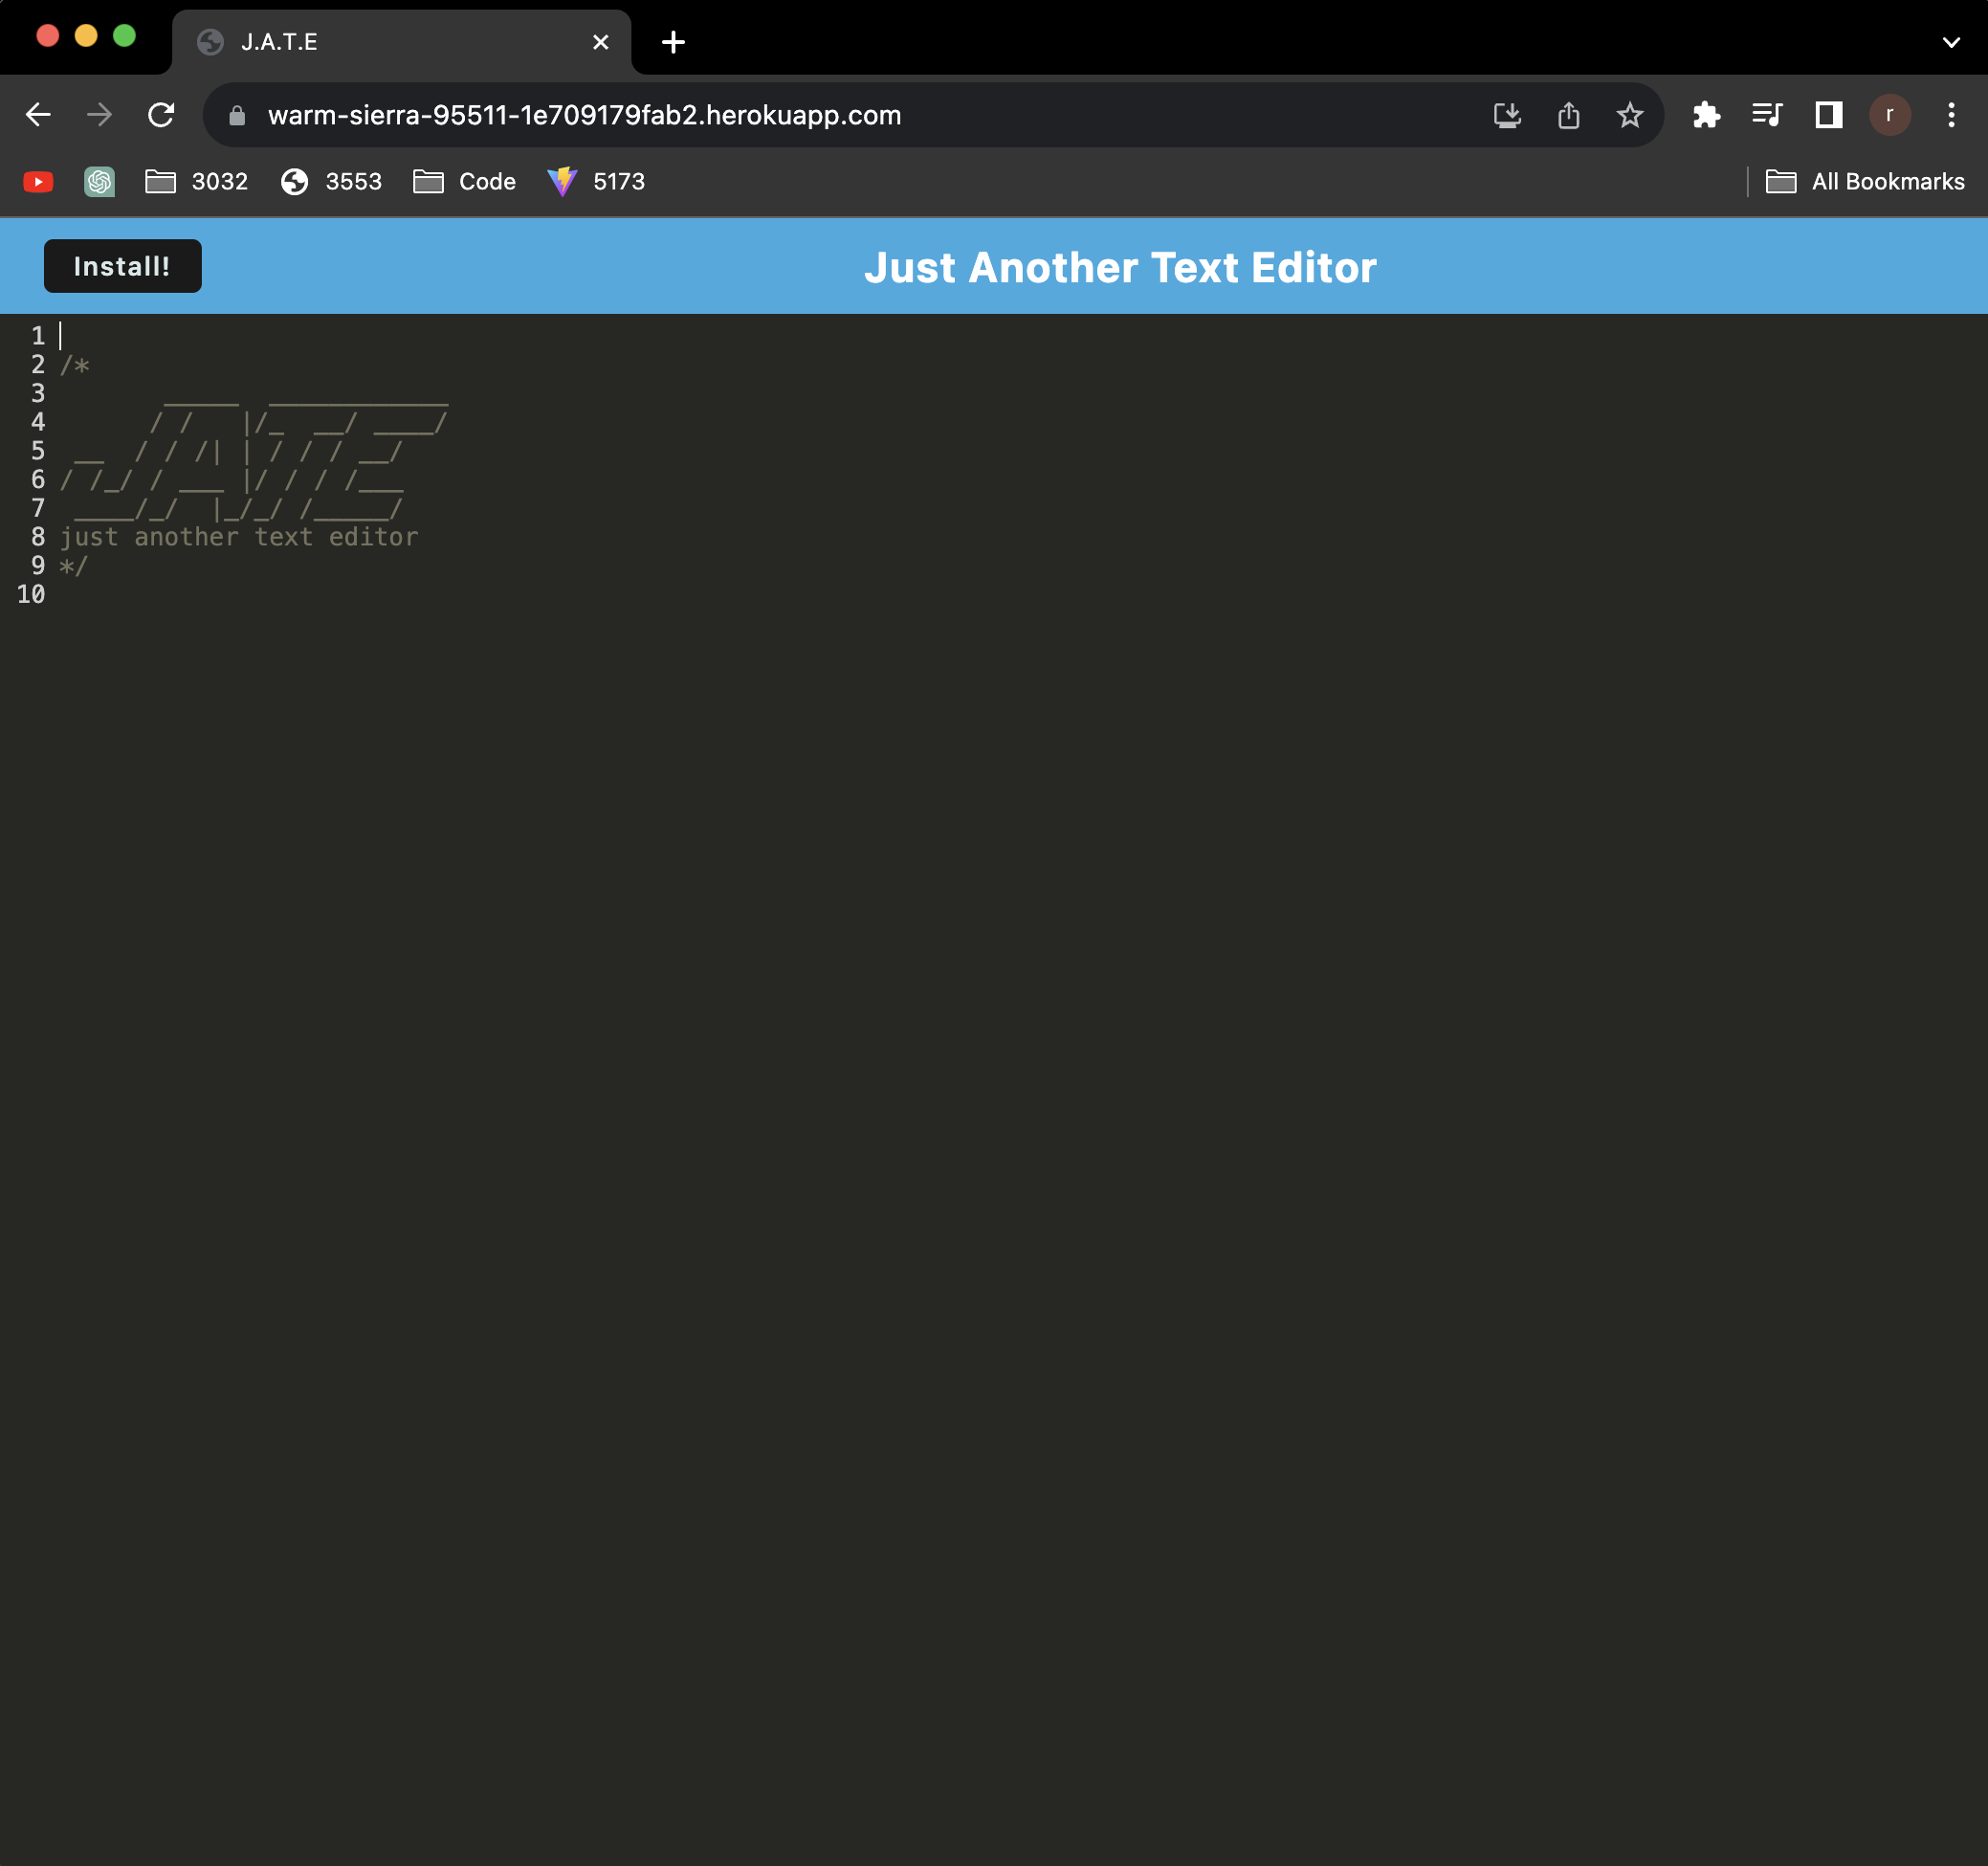 J.A.T.E
warm-sierra-95511-1e709179fab2.herokuapp.com
r
3032
3553
Code
5173
All Bookmarks
Install!
Just Another Text Editor
1
2 /*
3        _____  ____________
4       / /    |/_  __/ ____/
5  __  / / /| | / / / __/
6 / /_/ / ___ |/ / / /___
7  ____/_/  |_/_/ /_____/
8 just another text editor
9 */
10